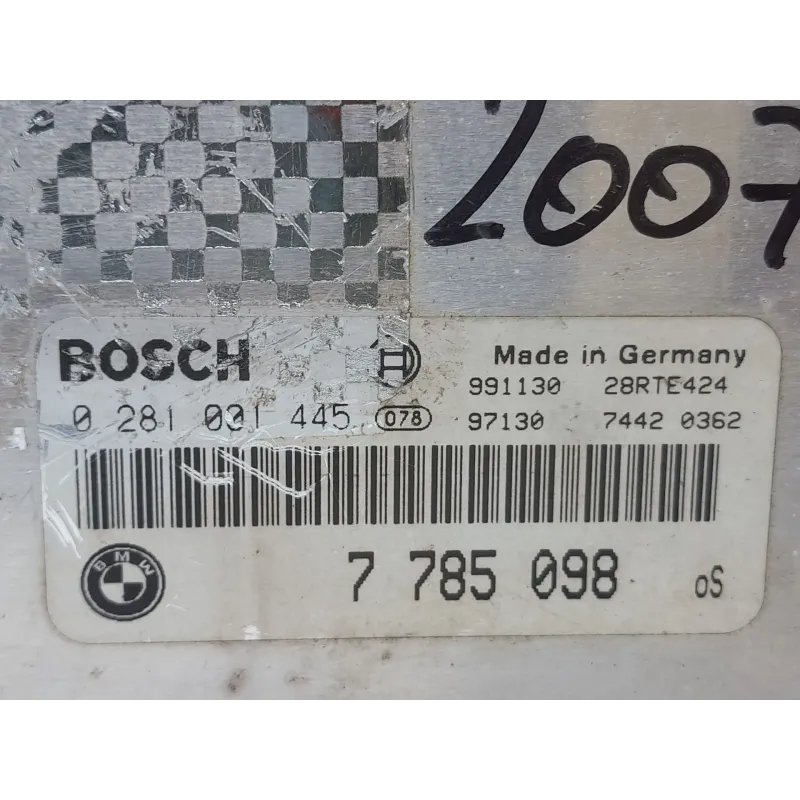 2007
BOSCH Made in Germany
991130 28RTE424
0 281 001 445 078 97130 7442 0362
BMW
7 785 098 oS